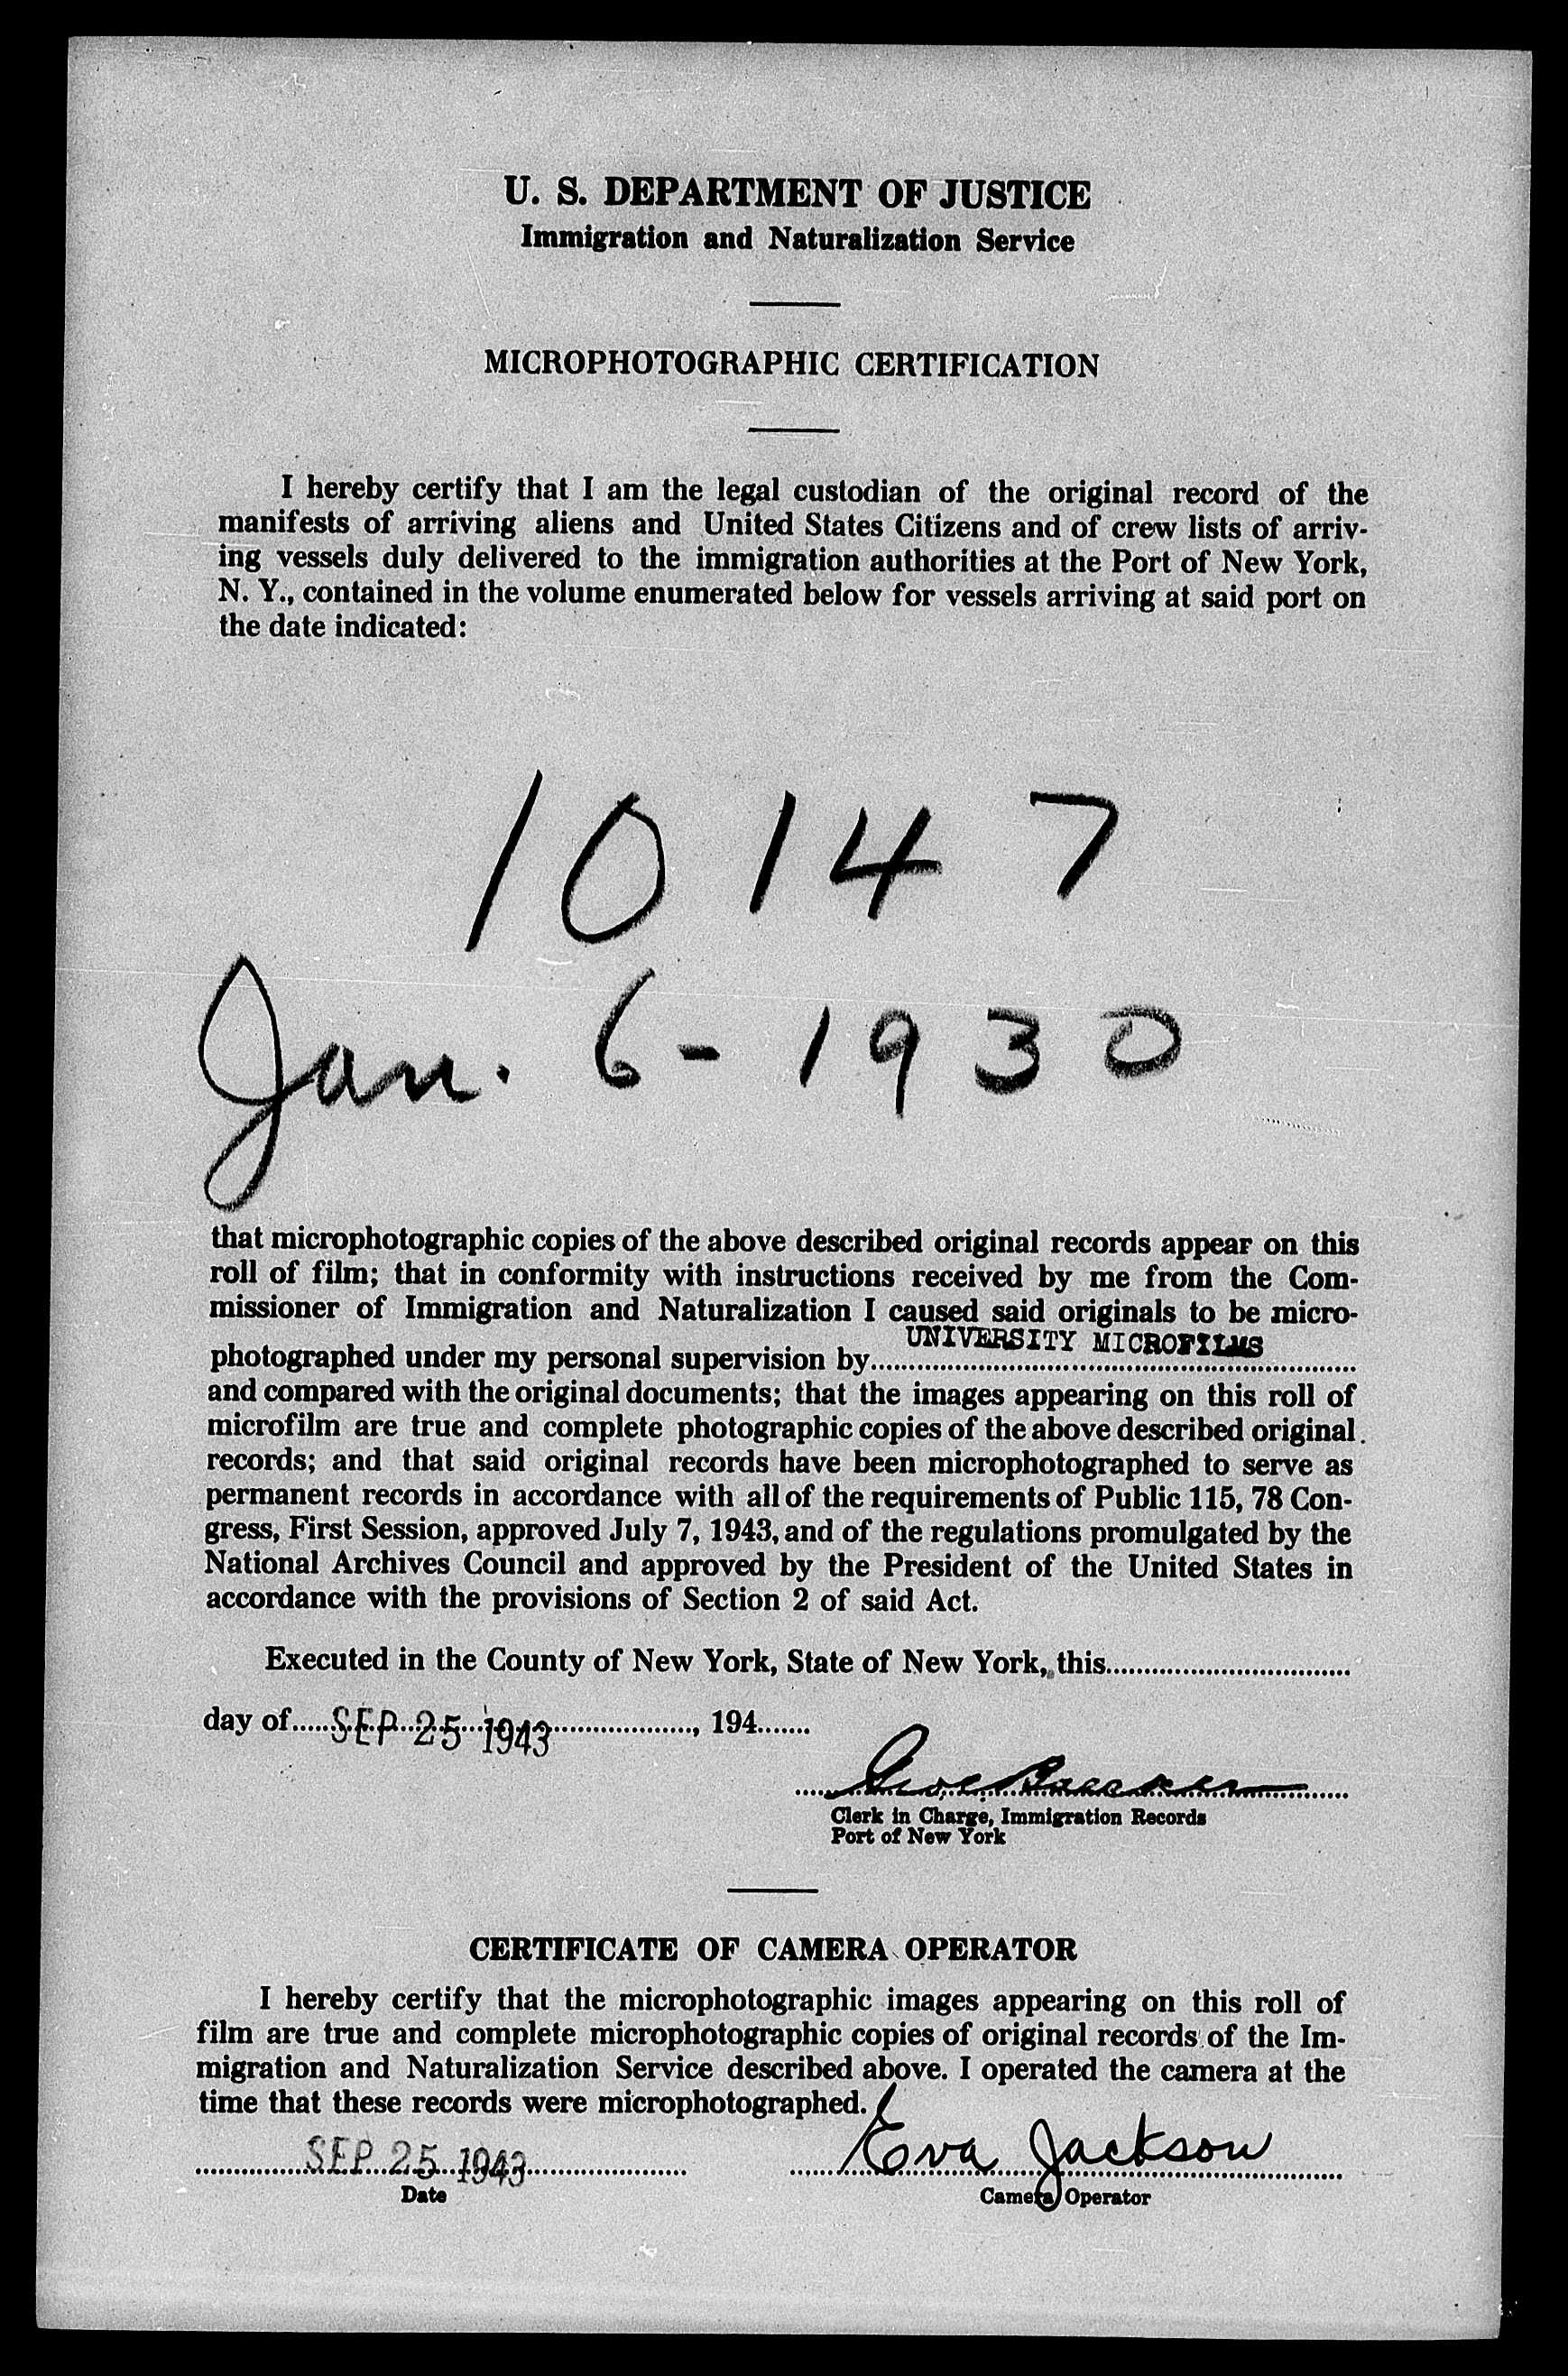 U. S. DEPARTMENT OF JUSTICE
Immigration and Naturalization Service
MICROPHOTOGRAPHIC CERTIFICATION
I hereby certify that I am the legal custodian of the original record of the
manifests of arriving aliens and United States Citizens and of crew lists of arriv-
ing vessels duly delivered to the immigration authorities at the Port of New York,
N. Y., contained in the volume enumerated below for vessels arriving at said port on
the date indicated:
10147
Jan. 6 - 1930
that microphotographic copies of the above described original records appear on this
roll of film; that in conformity with instructions received by me from the Com-
missioner of Immigration and Naturalization I caused said originals to be micro-
photographed under my personal supervision by UNIVERSITY MICROFILMS
and compared with the original documents; that the images appearing on this roll of
microfilm are true and complete photographic copies of the above described original
records; and that said original records have been microphotographed to serve as
permanent records in accordance with all of the requirements of Public 115, 78 Con-
gress, First Session, approved July 7, 1943, and of the regulations promulgated by the
National Archives Council and approved by the President of the United States in
accordance with the provisions of Section 2 of said Act.
Executed in the County of New York, State of New York, this
day of SEP 25 1943, 194
Clerk in Charge, Immigration Records
Port of New York
CERTIFICATE OF CAMERA OPERATOR
I hereby certify that the microphotographic images appearing on this roll of
film are true and complete microphotographic copies of original records of the Im-
migration and Naturalization Service described above. I operated the camera at the
time that these records were microphotographed.
SEP 25 1943 Eva Jackson
Date Camera Operator